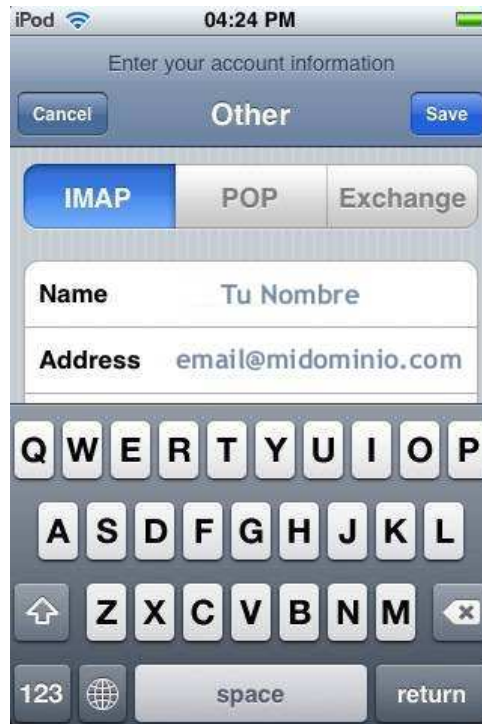 iPod 04:24 PM
Enter your account information
Cancel Other Save
IMAP POP Exchange
Name Tu Nombre
Address email@midominio.com
Q W E R T Y U I O P
A S D F G H J K L
Z X C V B N M
123 space return